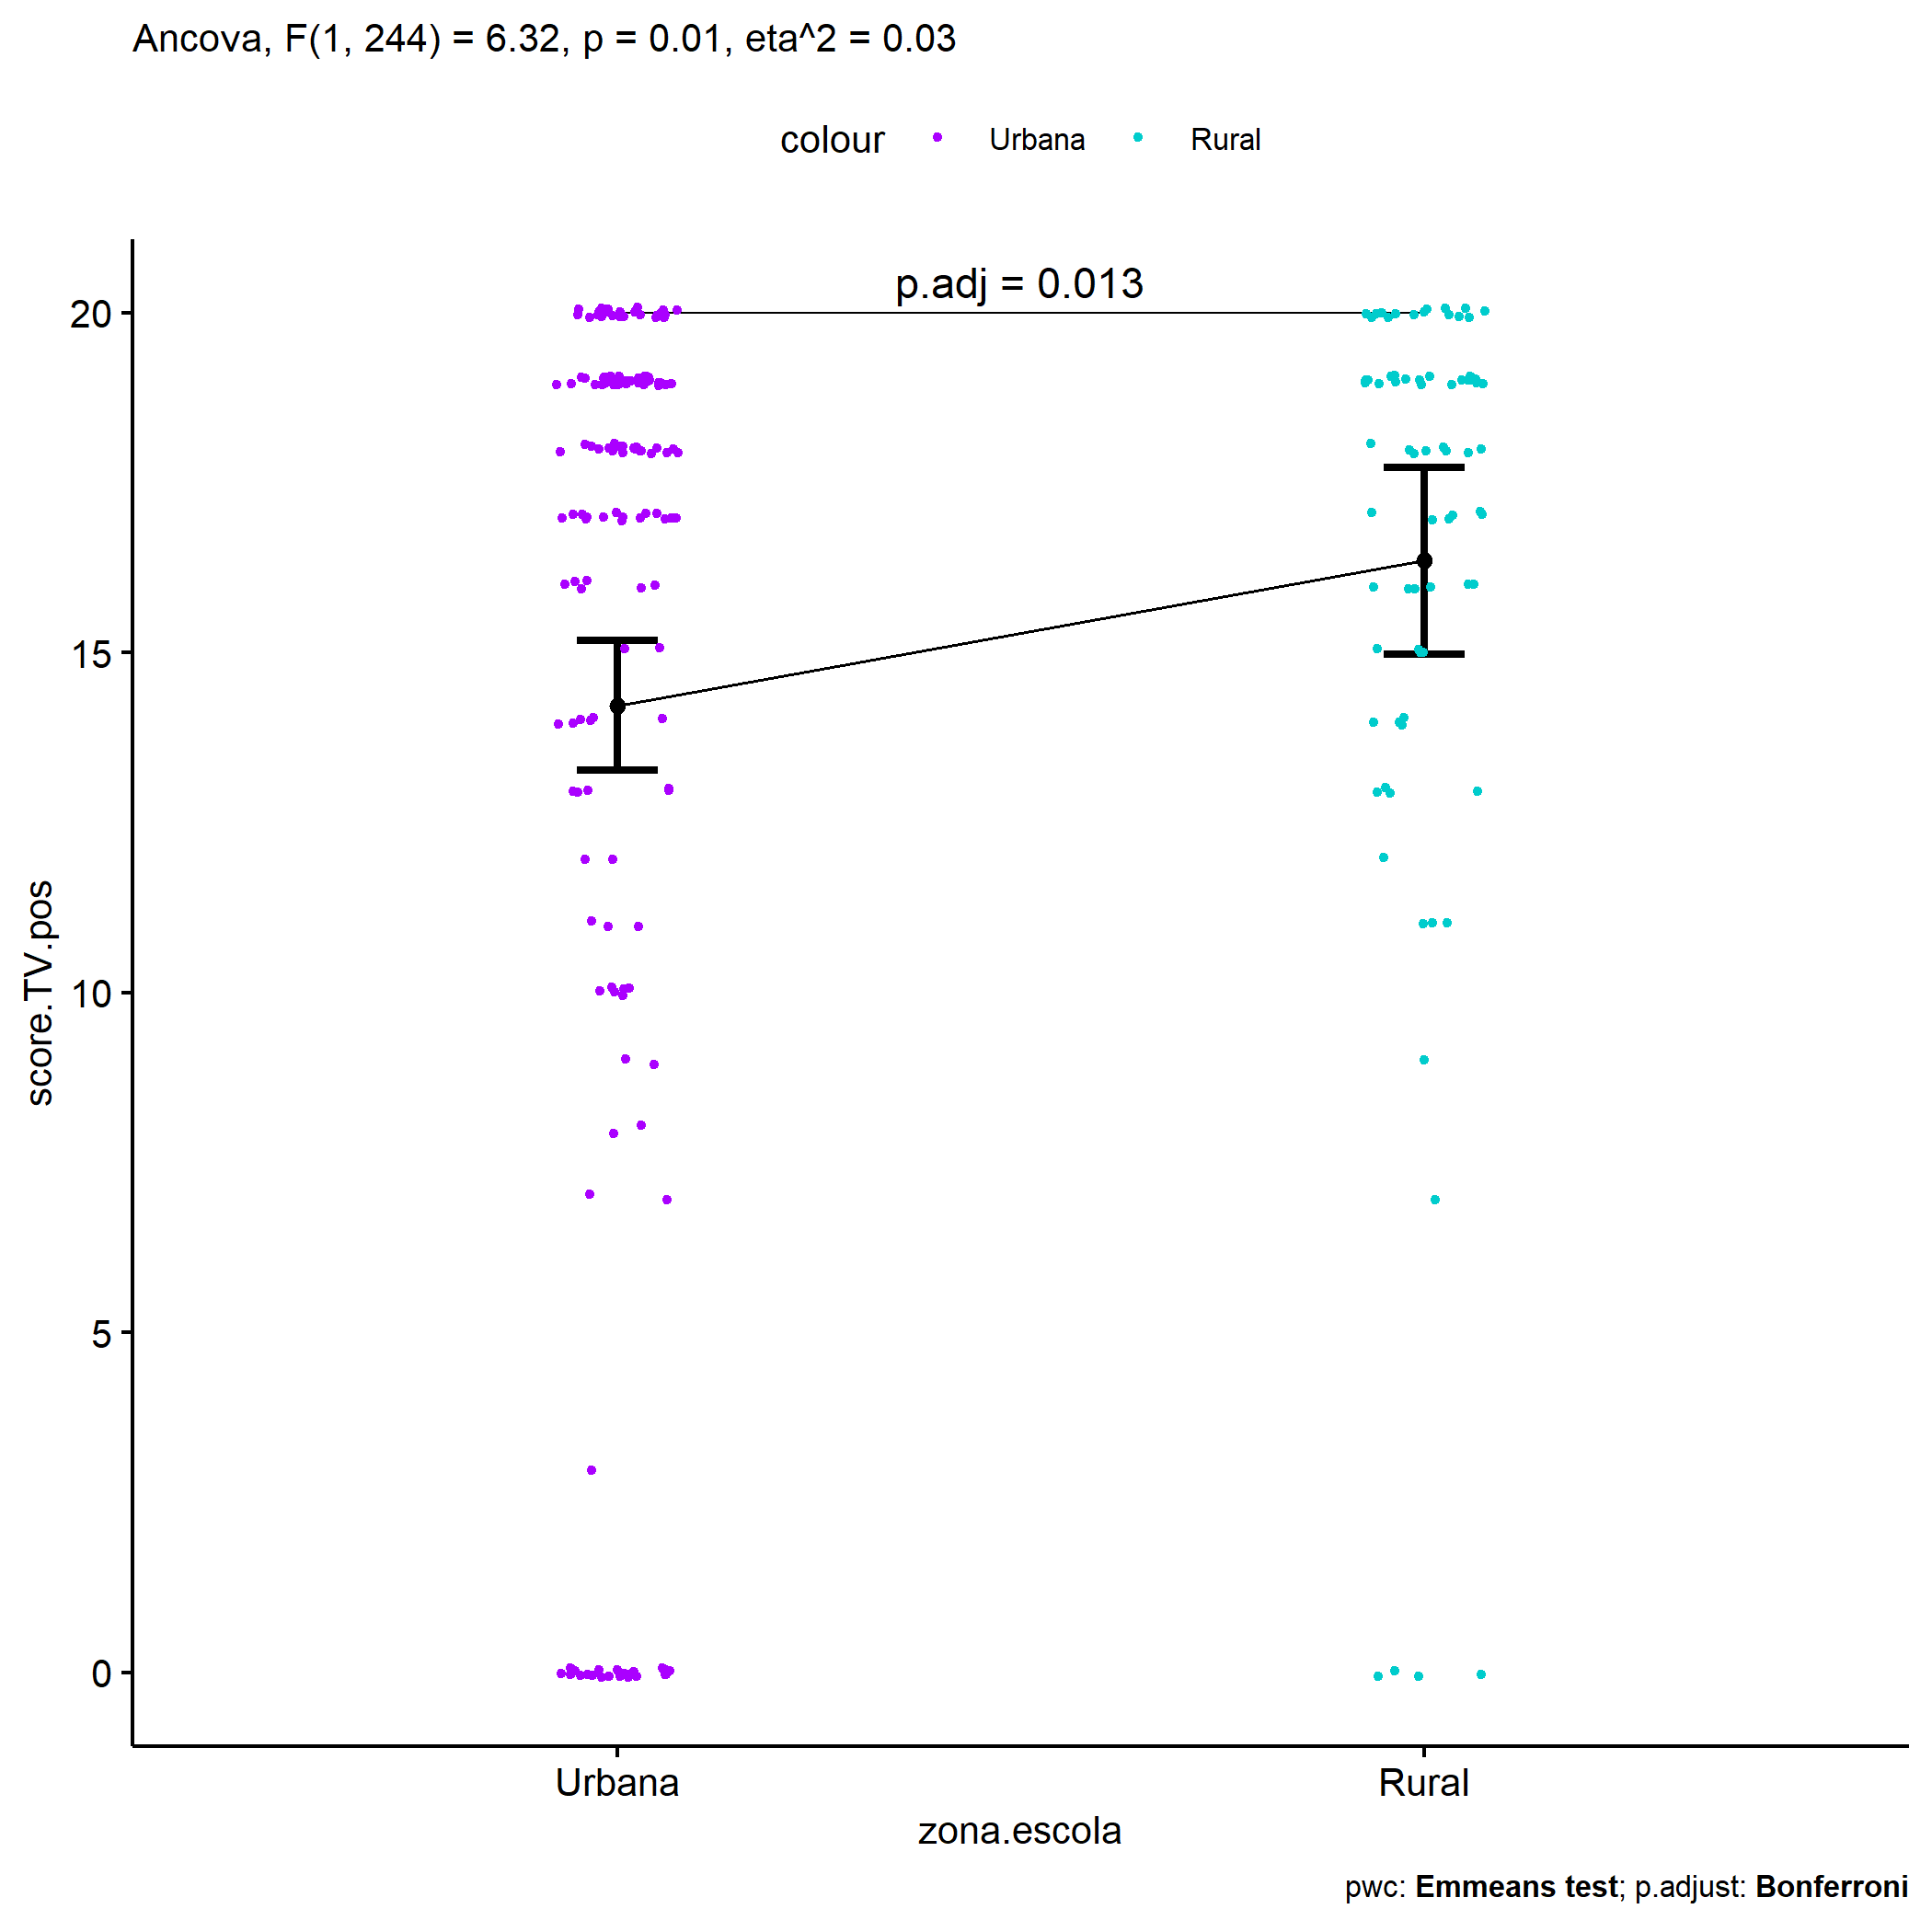 Ancova, F(1, 244) = 6.32, p = 0.01, eta^2 = 0.03
colour Urbana Rural
p.adj = 0.013
20
15
10
5
0
score.TV.pos
Urbana Rural
zona.escola
pwc: Emmeans test; p.adjust: Bonferroni